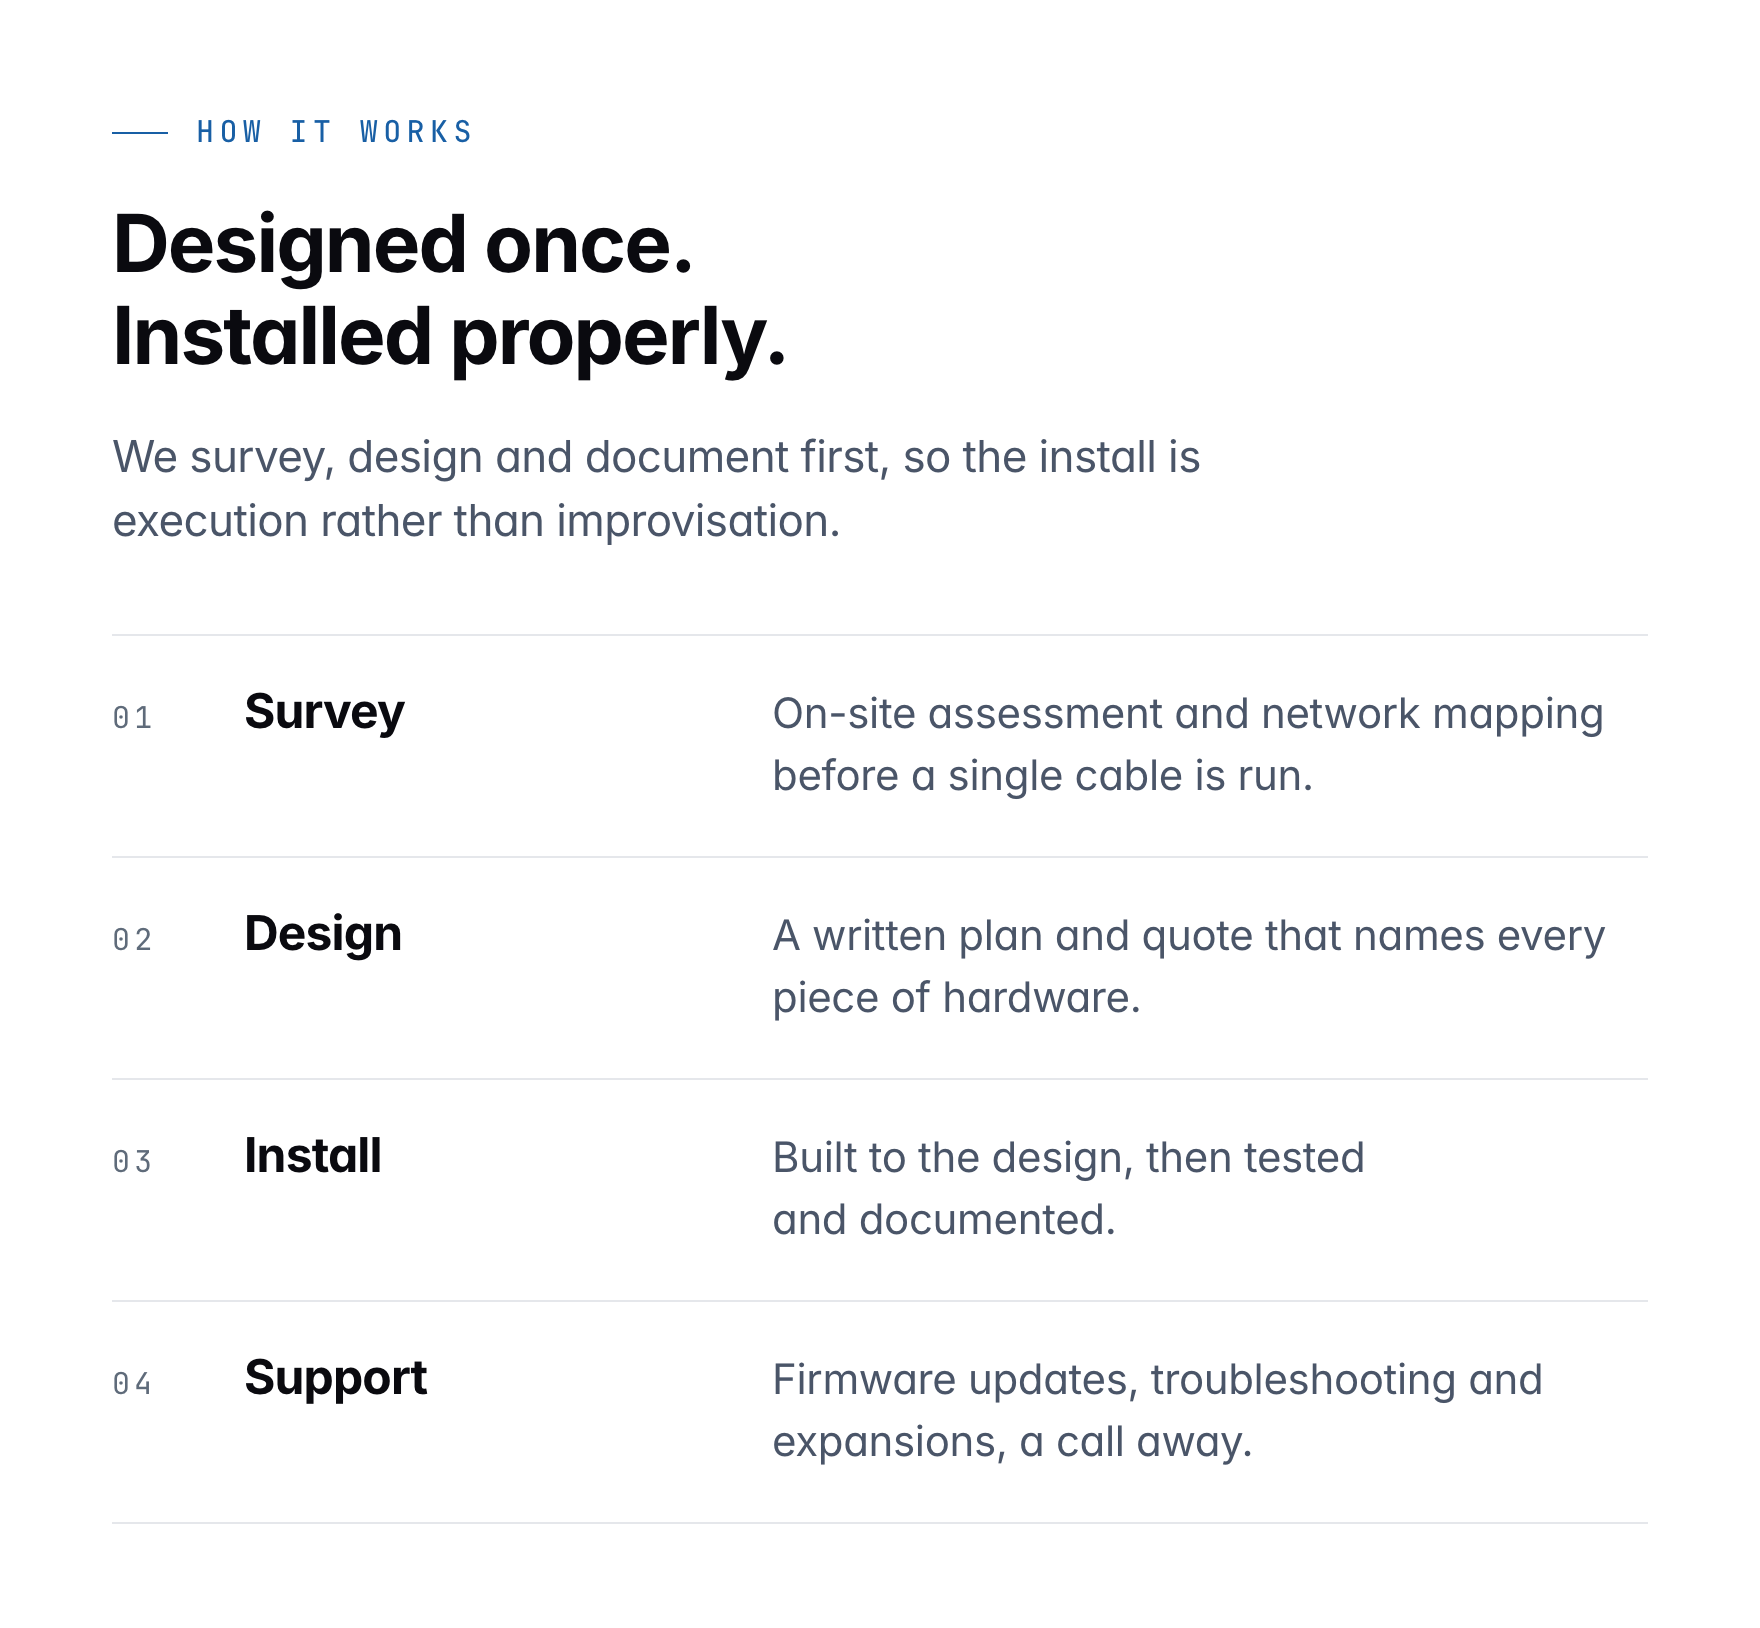 HOW IT WORKS
Designed once.
Installed properly.
We survey, design and document first, so the install is
execution rather than improvisation.
01 Survey On-site assessment and network mapping
before a single cable is run.
02 Design A written plan and quote that names every
piece of hardware.
03 Install Built to the design, then tested
and documented.
04 Support Firmware updates, troubleshooting and
expansions, a call away.